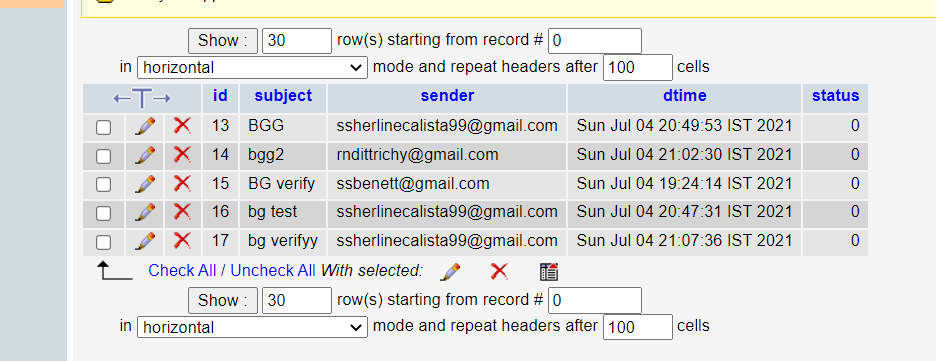 Show : 30 row(s) starting from record # 0
in horizontal mode and repeat headers after 100 cells
←T→ id subject sender dtime status
13 BGG ssherlinecalista99@gmail.com Sun Jul 04 20:49:53 IST 2021 0
14 bgg2 rndittrichy@gmail.com Sun Jul 04 21:02:30 IST 2021 0
15 BG verify ssbenett@gmail.com Sun Jul 04 19:24:14 IST 2021 0
16 bg test ssherlinecalista99@gmail.com Sun Jul 04 20:47:31 IST 2021 0
17 bg verifyy ssherlinecalista99@gmail.com Sun Jul 04 21:07:36 IST 2021 0
Check All / Uncheck All With selected:
Show : 30 row(s) starting from record # 0
in horizontal mode and repeat headers after 100 cells